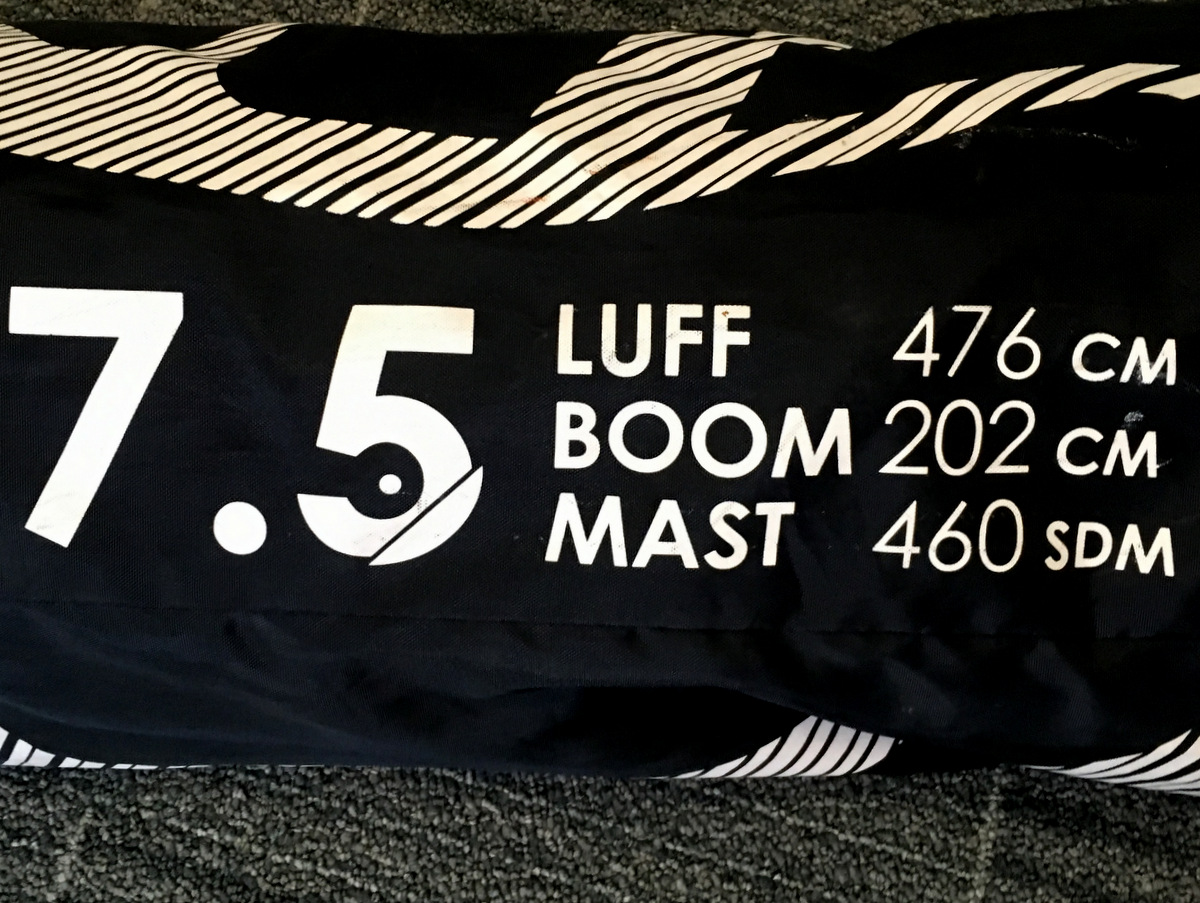 7.5
LUFF 476 CM
BOOM 202 CM
MAST 460 SDM